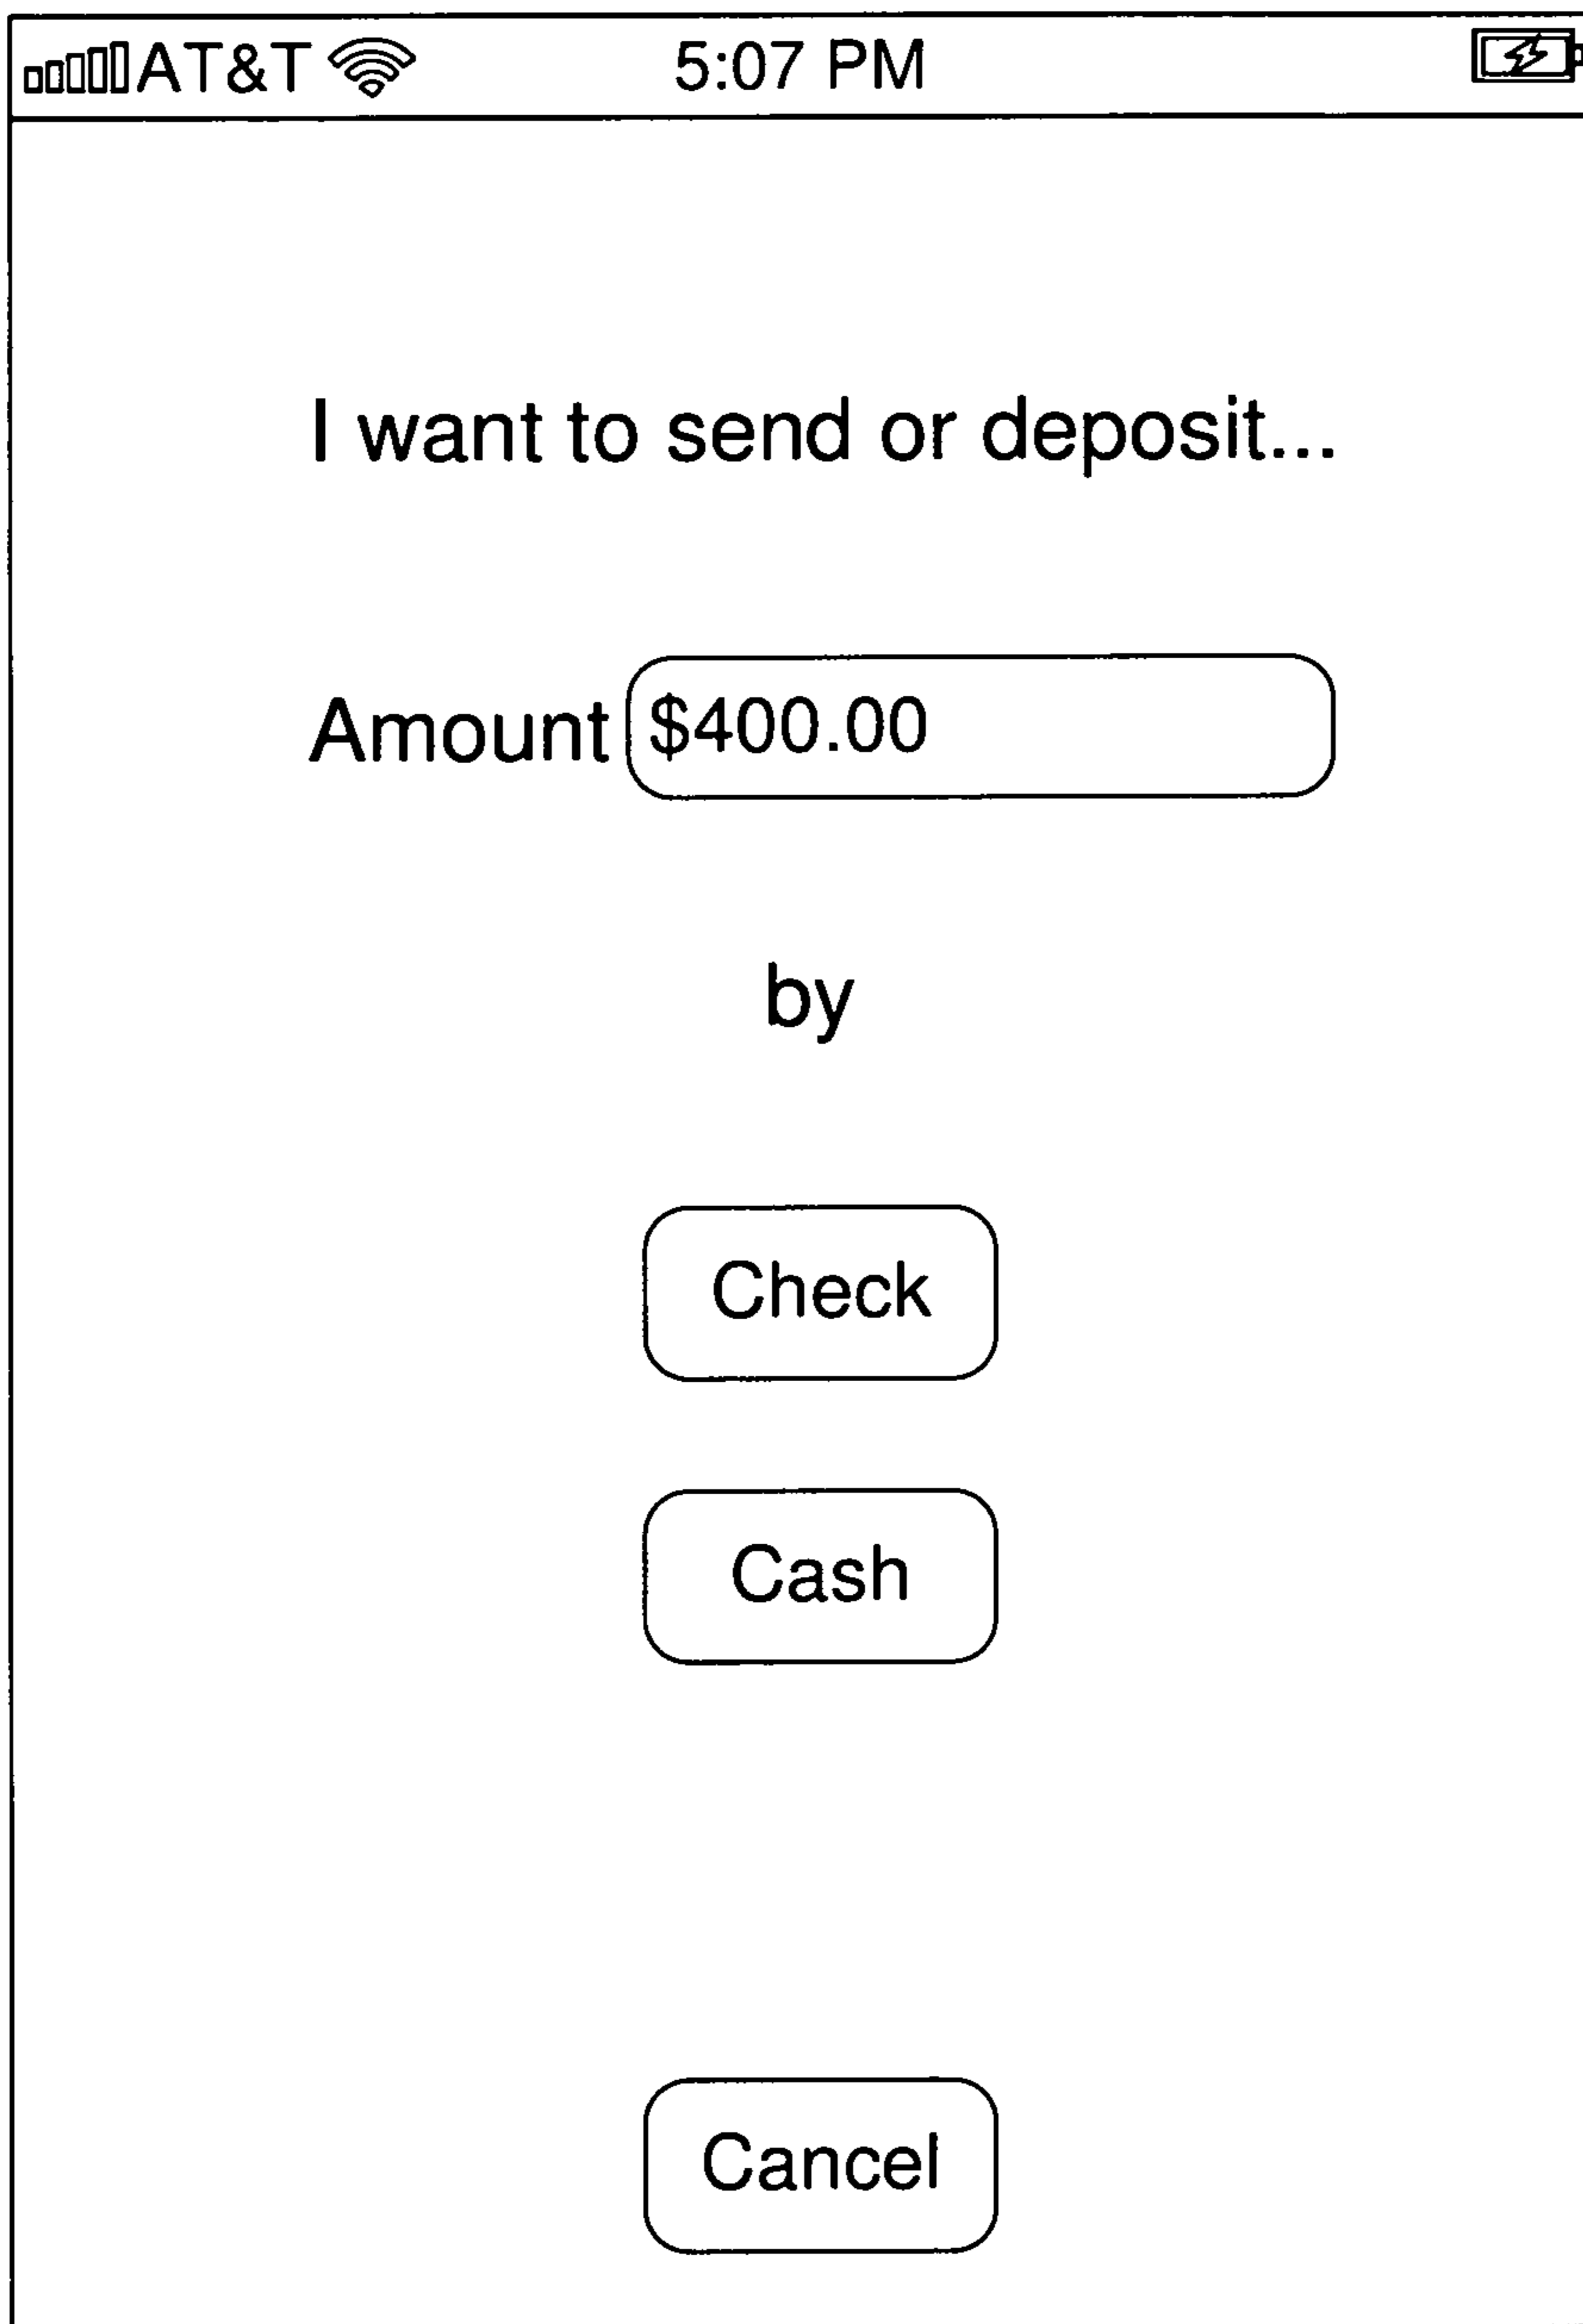 AT&T 5:07 PM
I want to send or deposit...
Amount $400.00
by
Check
Cash
Cancel